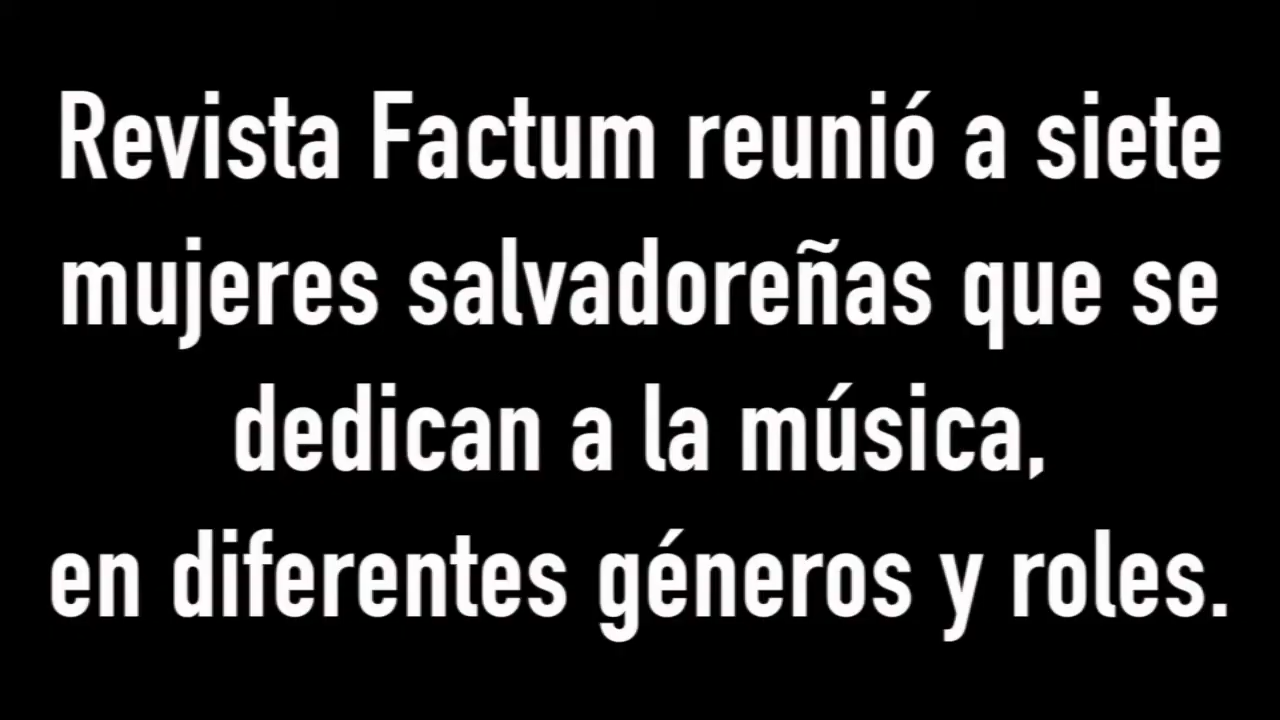 Revista Factum reunió a siete
mujeres salvadoreñas que se
dedican a la música,
en diferentes géneros y roles.